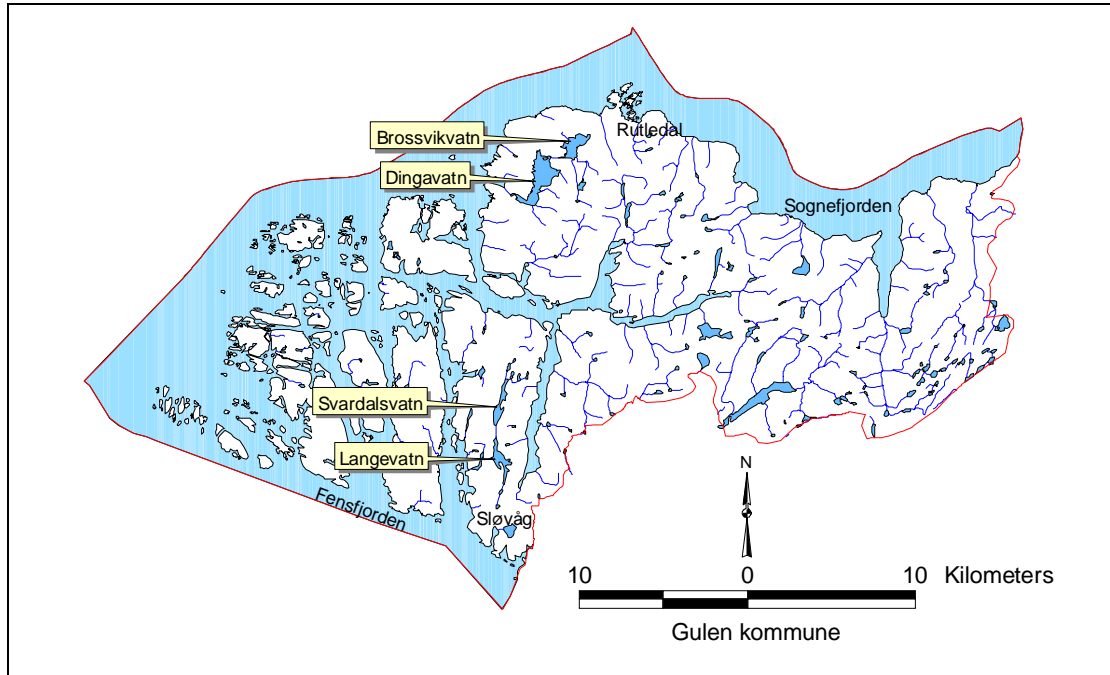 Brossvikvatn
Rutledal
Dingavatn
Sognefjorden
Svardalsvatn
Langevatn
Fensfjorden
Sløvåg
N
10 0 10 Kilometers
Gulen kommune